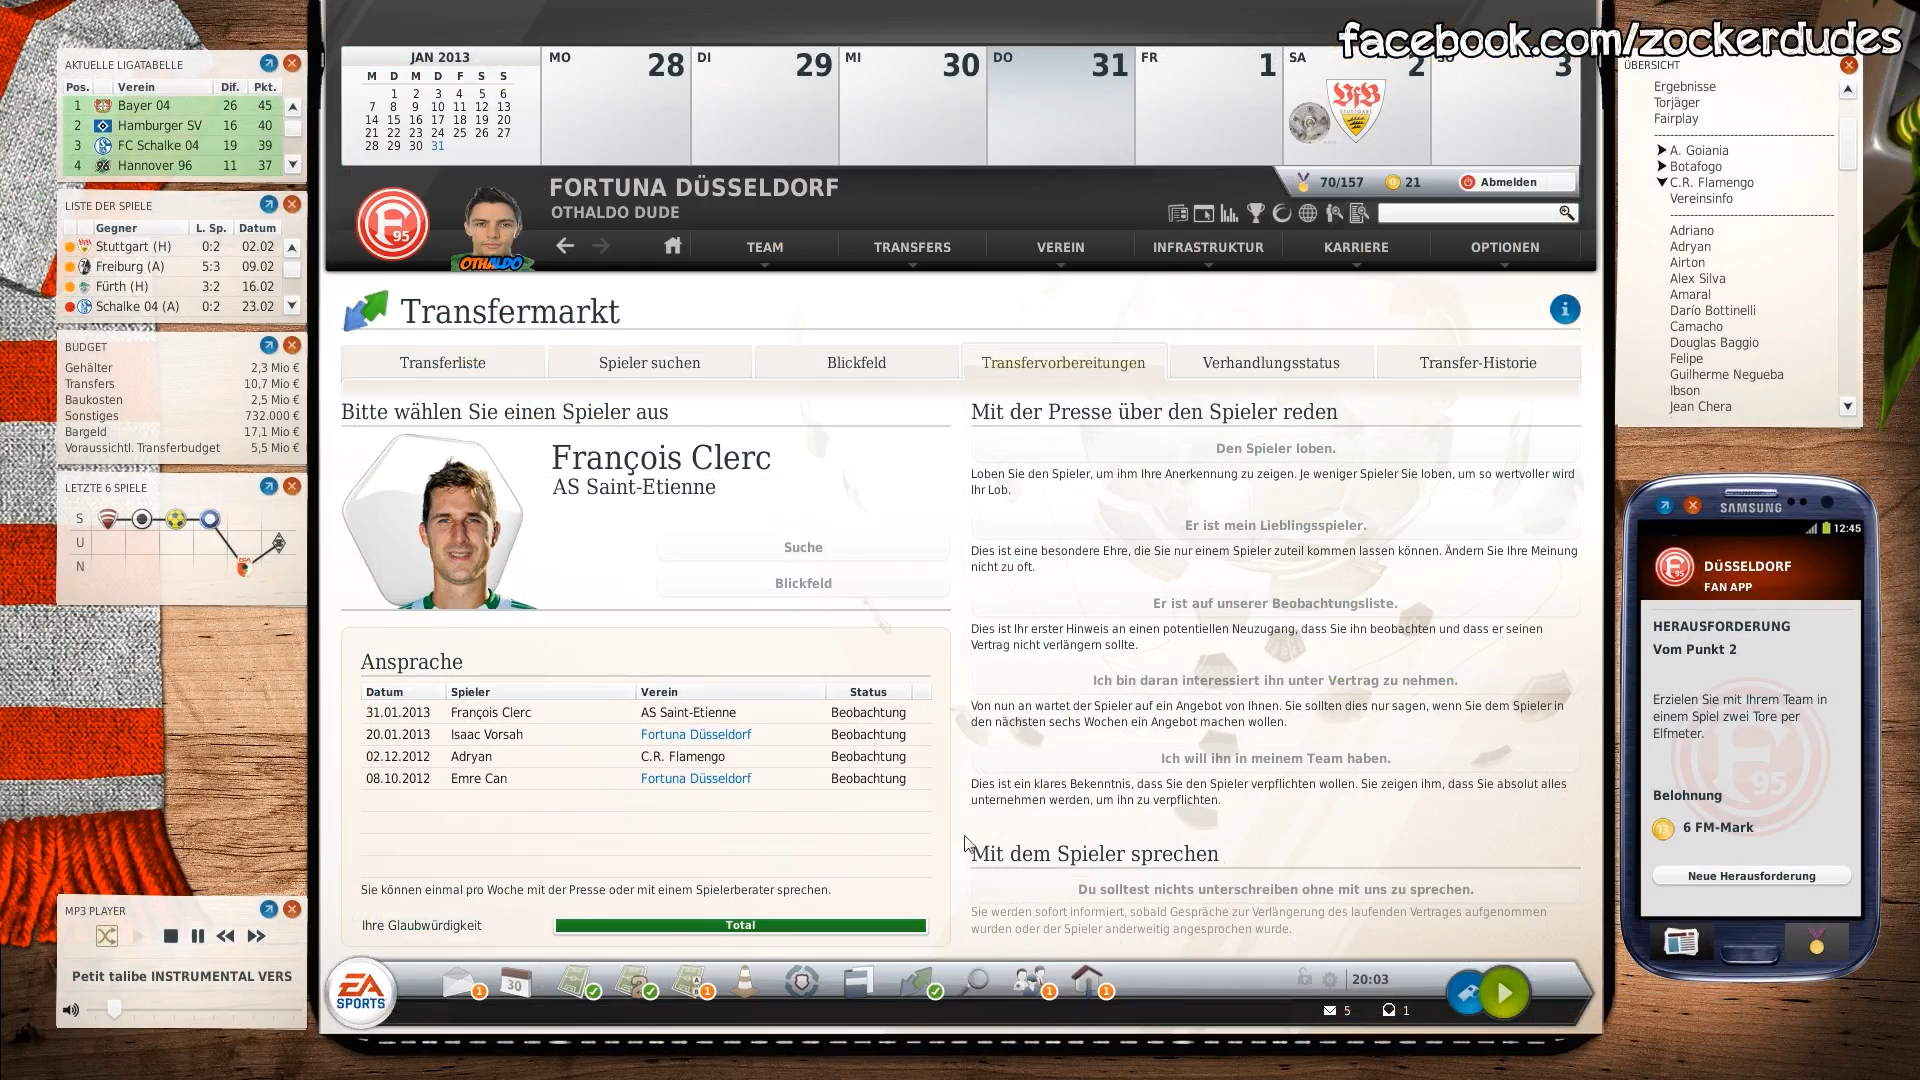 facebook.com/zockerdudes
AKTUELLE LIGATABELLE
Pos. Verein Dif. Pkt.
1 Bayer 04 26 45
2 Hamburger SV 16 40
3 FC Schalke 04 19 39
4 Hannover 96 11 37
LISTE DER SPIELE
Gegner L. Sp. Datum
Stuttgart (H) 0:2 02.02
Freiburg (A) 5:3 09.02
Fürth (H) 3:2 16.02
Schalke 04 (A) 0:2 23.02
BUDGET
Gehälter 2,3 Mio €
Transfers 10,7 Mio €
Baukosten 2,5 Mio €
Sonstiges 732.000 €
Bargeld 17,1 Mio €
Voraussichtl. Transferbudget 5,5 Mio €
LETZTE 6 SPIELE
S
U
N
MP3 PLAYER
Petit talibe INSTRUMENTAL VERS
JAN 2013
M D M D F S S
1 2 3 4 5 6
7 8 9 10 11 12 13
14 15 16 17 18 19 20
21 22 23 24 25 26 27
28 29 30 31
MO 28 DI 29 MI 30 DO 31 FR 1 SA 2 3
FORTUNA DÜSSELDORF
OTHALDO DUDE
F 95
OTHALDO
70/157 21 Abmelden
TEAM TRANSFERS VEREIN INFRASTRUKTUR KARRIERE OPTIONEN
Transfermarkt
Transferliste Spieler suchen Blickfeld Transfervorbereitungen Verhandlungsstatus Transfer-Historie
Bitte wählen Sie einen Spieler aus
François Clerc
AS Saint-Etienne
Suche
Blickfeld
Ansprache
Datum Spieler Verein Status
31.01.2013 François Clerc AS Saint-Etienne Beobachtung
20.01.2013 Isaac Vorsah Fortuna Düsseldorf Beobachtung
02.12.2012 Adryan C.R. Flamengo Beobachtung
08.10.2012 Emre Can Fortuna Düsseldorf Beobachtung
Sie können einmal pro Woche mit der Presse oder mit einem Spielerberater sprechen.
Ihre Glaubwürdigkeit Total
Mit der Presse über den Spieler reden
Den Spieler loben.
Loben Sie den Spieler, um ihm Ihre Anerkennung zu zeigen. Je weniger Spieler Sie loben, um so wertvoller wird
Ihr Lob.
Er ist mein Lieblingsspieler.
Dies ist eine besondere Ehre, die Sie nur einem Spieler zuteil kommen lassen können. Ändern Sie Ihre Meinung
nicht zu oft.
Er ist auf unserer Beobachtungsliste.
Dies ist Ihr erster Hinweis an einen potentiellen Neuzugang, dass Sie ihn beobachten und dass er seinen
Vertrag nicht verlängern sollte.
Ich bin daran interessiert ihn unter Vertrag zu nehmen.
Von nun an wartet der Spieler auf ein Angebot von Ihnen. Sie sollten dies nur sagen, wenn Sie dem Spieler in
den nächsten sechs Wochen ein Angebot machen wollen.
Ich will ihn in meinem Team haben.
Dies ist ein klares Bekenntnis, dass Sie den Spieler verpflichten wollen. Sie zeigen ihm, dass Sie absolut alles
unternehmen werden, um ihn zu verpflichten.
Mit dem Spieler sprechen
Du solltest nichts unterschreiben ohne mit uns zu sprechen.
Sie werden sofort informiert, sobald Gespräche zur Verlängerung des laufenden Vertrages aufgenommen
wurden oder der Spieler anderweitig angesprochen wurde.
EA
SPORTS
1 30 1 1 1
20:03
5 1
ÜBERSICHT
Ergebnisse
Torjäger
Fairplay
A. Goiania
Botafogo
C.R. Flamengo
Vereinsinfo
Adriano
Adryan
Airton
Alex Silva
Amaral
Darío Bottinelli
Camacho
Douglas Baggio
Felipe
Guilherme Negueba
Ibson
Jean Chera
SAMSUNG
12:45
DÜSSELDORF
FAN APP
HERAUSFORDERUNG
Vom Punkt 2
Erzielen Sie mit Ihrem Team in
einem Spiel zwei Tore per
Elfmeter.
Belohnung
6 FM-Mark
Neue Herausforderung